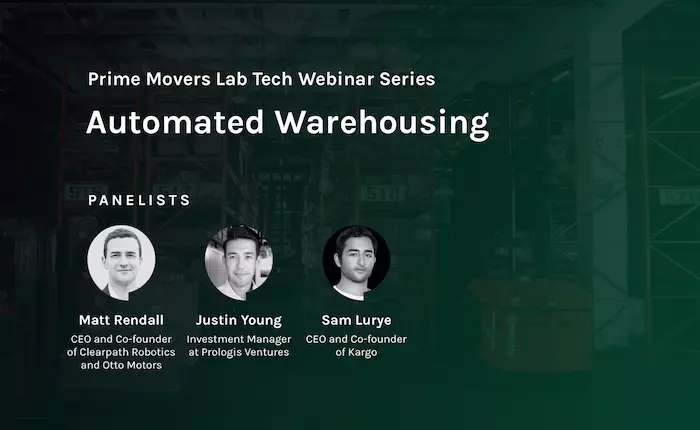 Prime Movers Lab Tech Webinar Series
Automated Warehousing
PANELISTS
Matt Rendall
CEO and Co-founder
of Clearpath Robotics
and Otto Motors
Justin Young
Investment Manager
at Prologis Ventures
Sam Lurye
CEO and Co-founder
of Kargo